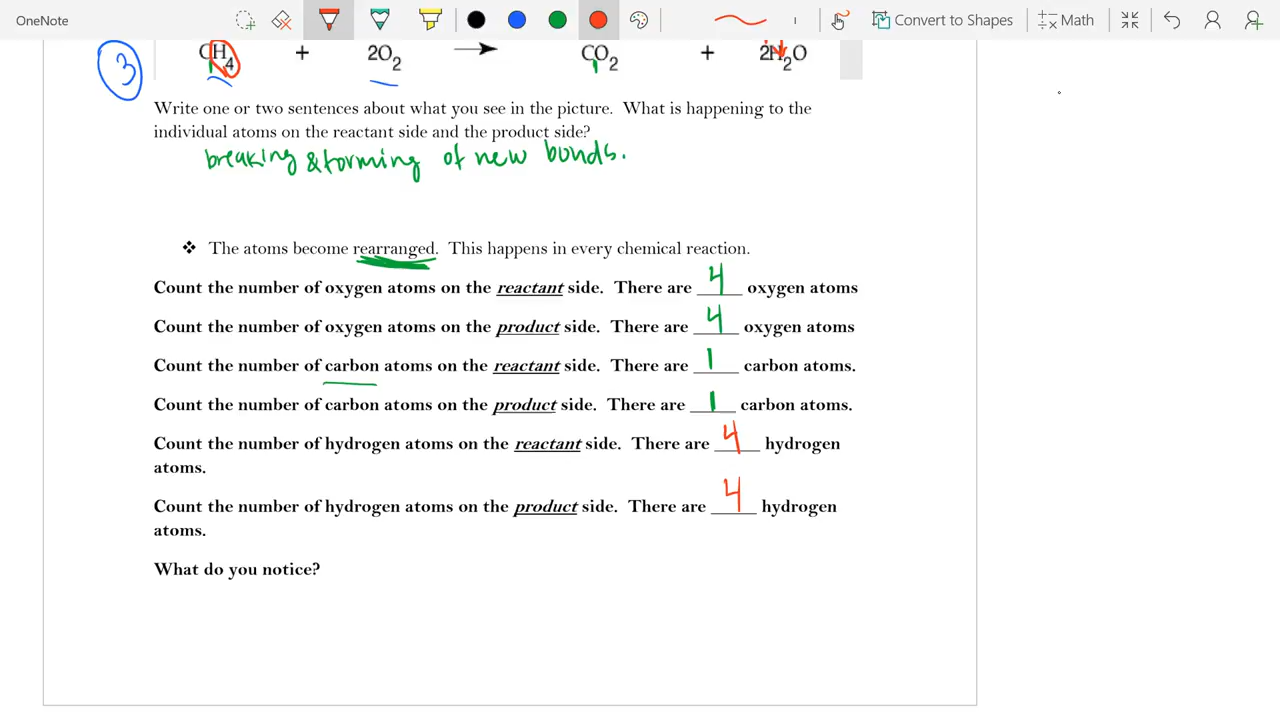 OneNote
Convert to Shapes
Math
3
CH4 + 2O2 → CO2 + 2H2O
1 1
Write one or two sentences about what you see in the picture. What is happening to the
individual atoms on the reactant side and the product side?
breaking & forming of new bonds.
❖ The atoms become rearranged. This happens in every chemical reaction.
Count the number of oxygen atoms on the reactant side. There are 4 oxygen atoms
Count the number of oxygen atoms on the product side. There are 4 oxygen atoms
Count the number of carbon atoms on the reactant side. There are 1 carbon atoms.
Count the number of carbon atoms on the product side. There are 1 carbon atoms.
Count the number of hydrogen atoms on the reactant side. There are 4 hydrogen
atoms.
Count the number of hydrogen atoms on the product side. There are 4 hydrogen
atoms.
What do you notice?